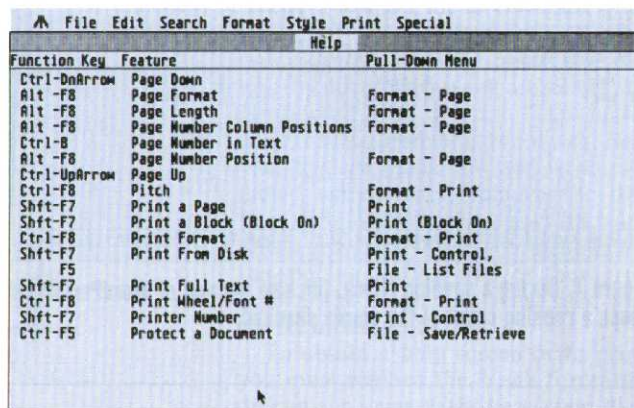 File Edit Search Format Style Print Special
Help
Function Key Feature Pull-Down Menu
Ctrl-DnArrow Page Down
Alt -F8 Page Format Format - Page
Alt -F8 Page Length Format - Page
Alt -F8 Page Number Column Positions Format - Page
Ctrl-B Page Number in Text
Alt -F8 Page Number Position Format - Page
Ctrl-UpArrow Page Up
Ctrl-F8 Pitch Format - Print
Shft-F7 Print a Page Print
Shft-F7 Print a Block (Block On) Print (Block On)
Ctrl-F8 Print Format Format - Print
Shft-F7 Print From Disk Print - Control,
F5 File - List Files
Shft-F7 Print Full Text Print
Ctrl-F8 Print Wheel/Font # Format - Print
Shft-F7 Printer Number Print - Control
Ctrl-F5 Protect a Document File - Save/Retrieve